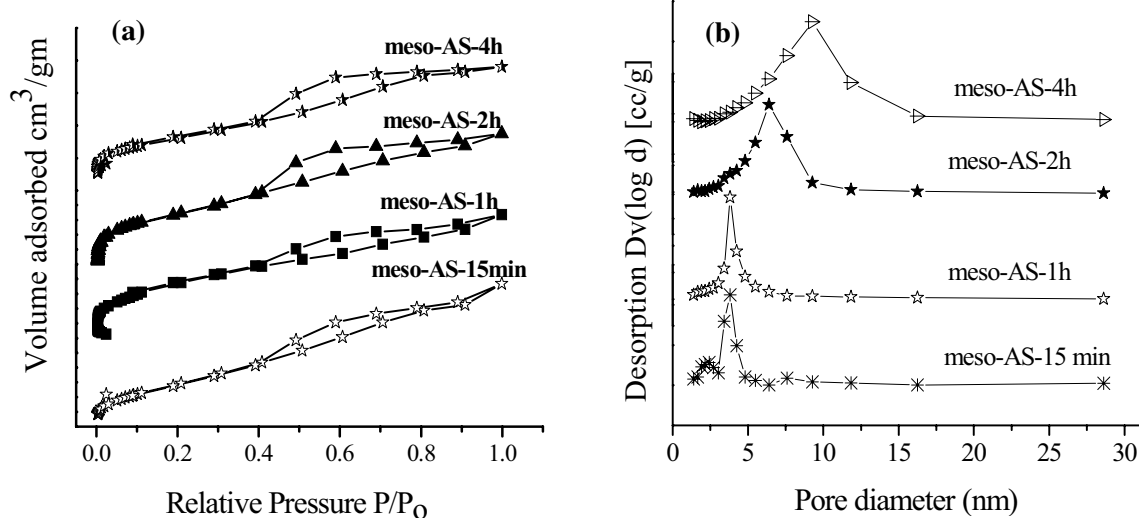 (a)
meso-AS-4h
meso-AS-2h
meso-AS-1h
meso-AS-15min
Volume adsorbed cm³/gm
0.0 0.2 0.4 0.6 0.8 1.0
Relative Pressure P/P₀
(b)
meso-AS-4h
meso-AS-2h
meso-AS-1h
meso-AS-15 min
Desorption Dv(log d) [cc/g]
0 5 10 15 20 25 30
Pore diameter (nm)